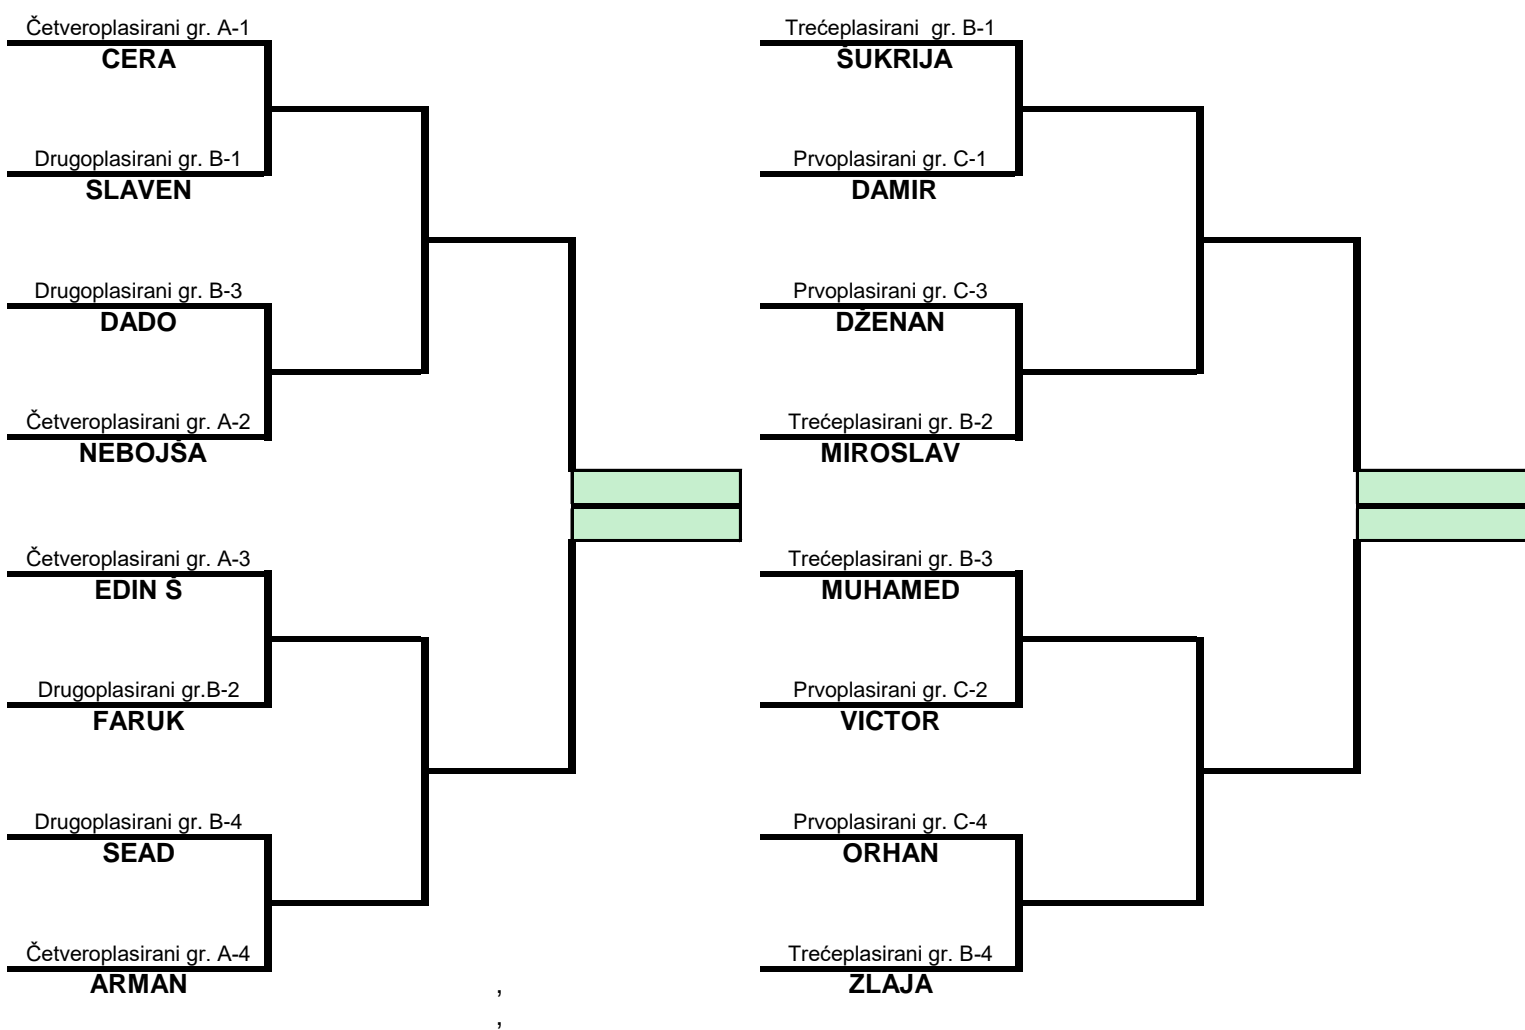 Četveroplasirani gr. A-1
CERA
Drugoplasirani gr. B-1
SLAVEN
Drugoplasirani gr. B-3
DADO
Četveroplasirani gr. A-2
NEBOJŠA
Četveroplasirani gr. A-3
EDIN Š
Drugoplasirani gr.B-2
FARUK
Drugoplasirani gr. B-4
SEAD
Četveroplasirani gr. A-4
ARMAN
,
,
Trećeplasirani  gr. B-1
ŠUKRIJA
Prvoplasirani gr. C-1
DAMIR
Prvoplasirani gr. C-3
DŽENAN
Trećeplasirani gr. B-2
MIROSLAV
Trećeplasirani gr. B-3
MUHAMED
Prvoplasirani gr. C-2
VICTOR
Prvoplasirani gr. C-4
ORHAN
Trećeplasirani gr. B-4
ZLAJA